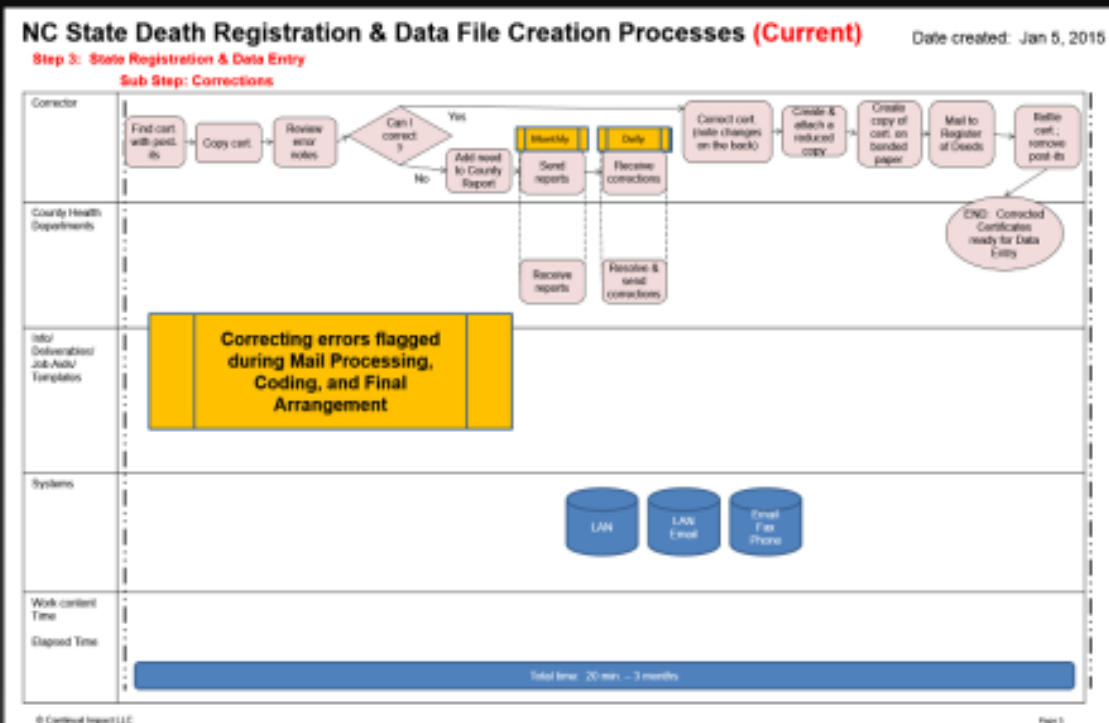 NC State Death Registration & Data File Creation Processes (Current)
Date created: Jan 5, 2015
Step 3: State Registration & Data Entry
Sub Step: Corrections
Corrector
Find cert.
with post-
its
Copy cert.
Review
error
notes
Can I
correct
?
Yes
No
Add need
to County
Report
Monthly
Send
reports
Daily
Receive
corrections
Correct cert.
(note changes
on the back)
Create &
attach a
reduced
copy
Create
copy of
cert. on
bonded
paper
Mail to
Register
of Deeds
Refile
cert.;
remove
post-its
END: Corrected
Certificates
ready for Data
Entry
County Health
Departments
Receive
reports
Resolve &
send
corrections
Info/
Deliverables/
Job Aids/
Templates
Correcting errors flagged
during Mail Processing,
Coding, and Final
Arrangement
Systems
LAN
LAN
Email
Email
Fax
Phone
Work content
Time
Elapsed Time
Total time: 20 min. – 3 months
© Continual Impact LLC
Page 5